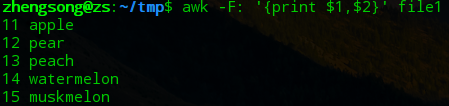 zhengsong@zs:~/tmp$ awk -F: '{print $1,$2}' file1
11 apple
12 pear
13 peach
14 watermelon
15 muskmelon